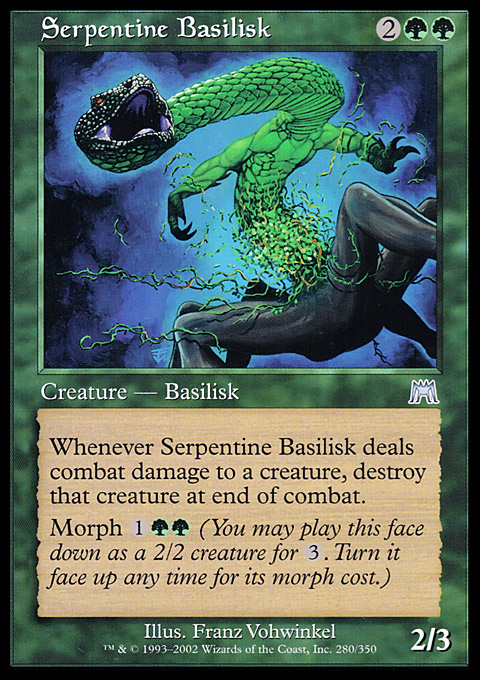 Serpentine Basilisk 2
Creature — Basilisk
Whenever Serpentine Basilisk deals
combat damage to a creature, destroy
that creature at end of combat.
Morph 1 (You may play this face
down as a 2/2 creature for 3. Turn it
face up any time for its morph cost.)
Illus. Franz Vohwinkel
™ & © 1993–2002 Wizards of the Coast, Inc. 280/350
2/3